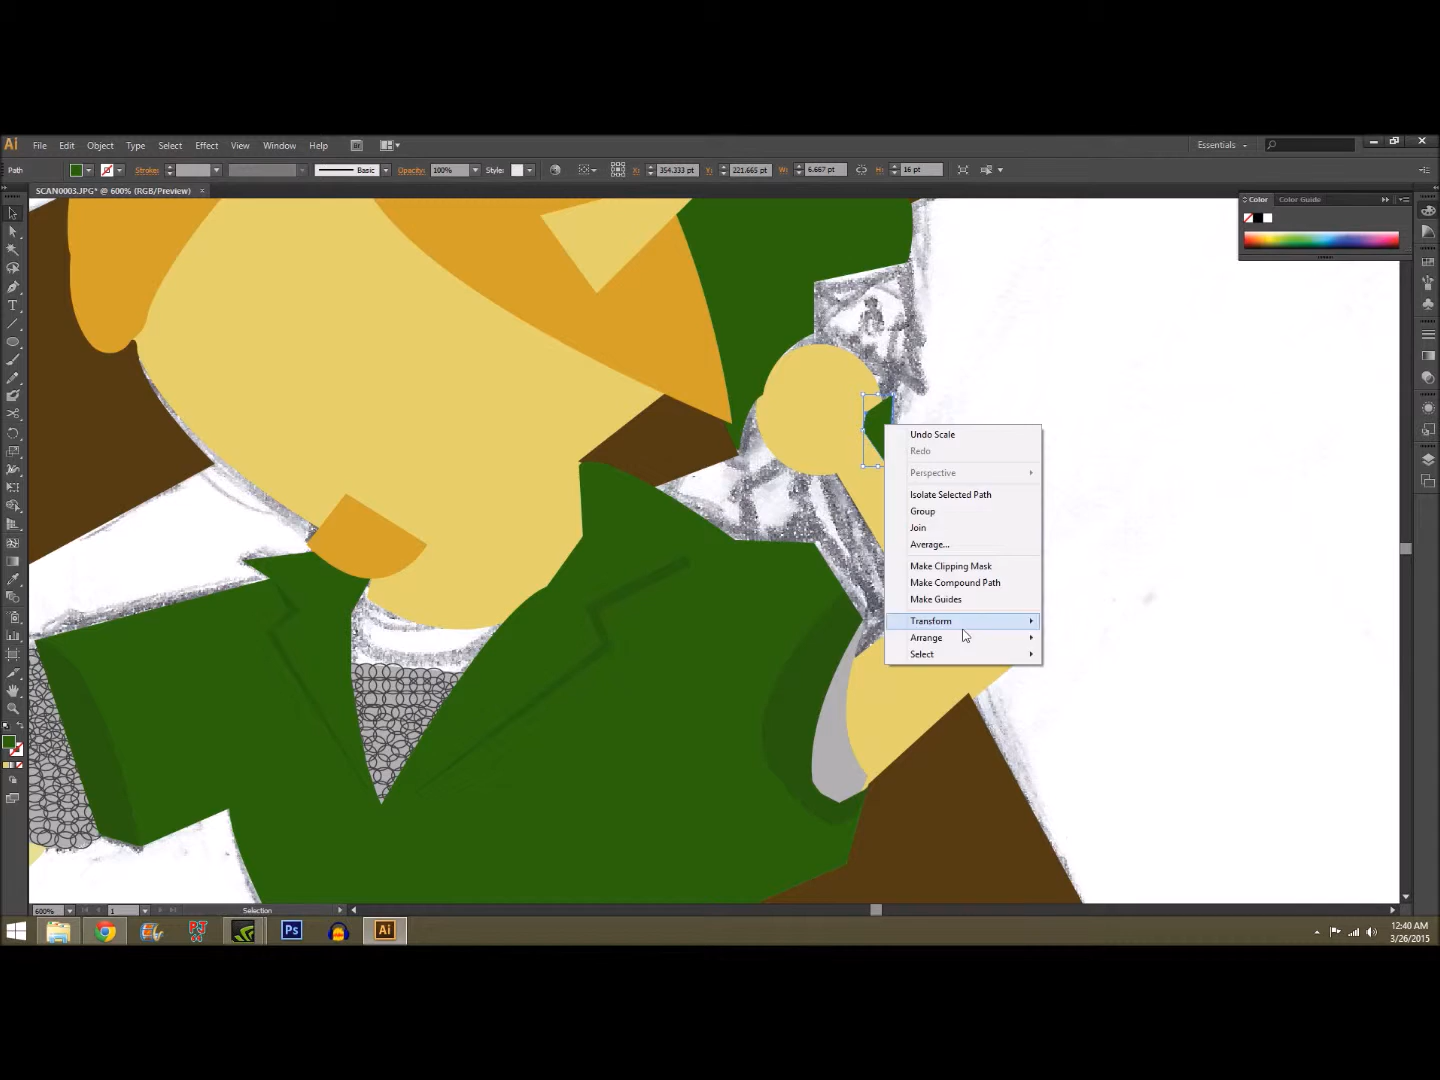 Ai File Edit Object Type Select Effect View Window Help Br Essentials
Path Stroke: Basic Opacity: 100% Style: X: 354.333 pt Y: 221.665 pt W: 6.667 pt H: 16 pt
SCAN0003.JPG* @ 600% (RGB/Preview) ×
Color Color Guide
Undo Scale
Redo
Perspective
Isolate Selected Path
Group
Join
Average...
Make Clipping Mask
Make Compound Path
Make Guides
Transform
Arrange
Select
600% 1 Selection
Ps Ai
12:40 AM
3/26/2015